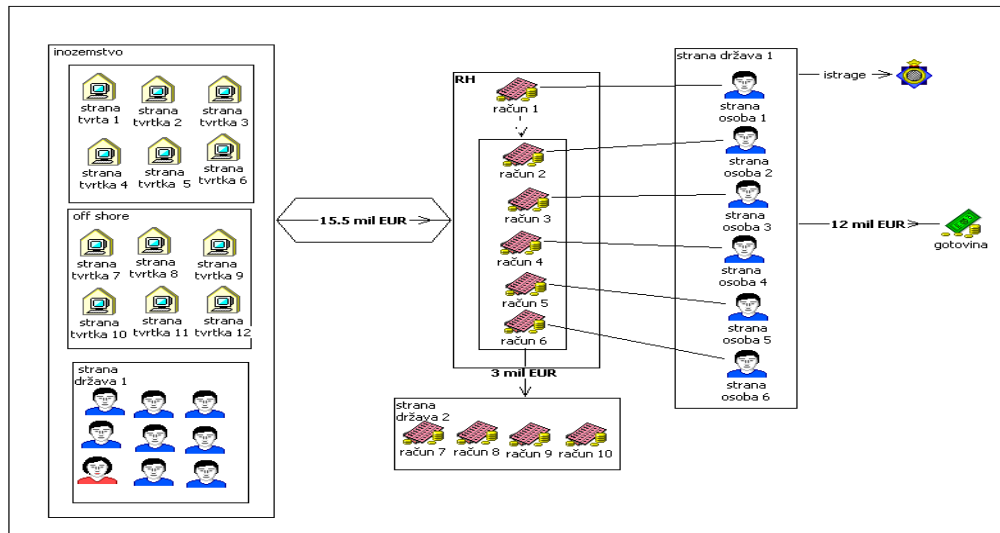 inozemstvo
strana
tvrta 1
strana
tvrtka 2
strana
tvrtka 3
strana
tvrtka 4
strana
tvrtka 5
strana
tvrtka 6
off shore
strana
tvrtka 7
strana
tvrtka 8
strana
tvrtka 9
strana
tvrtka 10
strana
tvrtka 11
strana
tvrtka 12
strana
država 1
15.5 mil EUR
RH
račun 1
račun 2
račun 3
račun 4
račun 5
račun 6
3 mil EUR
strana
država 2
račun 7
račun 8
račun 9
račun 10
strana država 1
strana
osoba 1
strana
osoba 2
strana
osoba 3
strana
osoba 4
strana
osoba 5
strana
osoba 6
istrage
12 mil EUR
gotovina